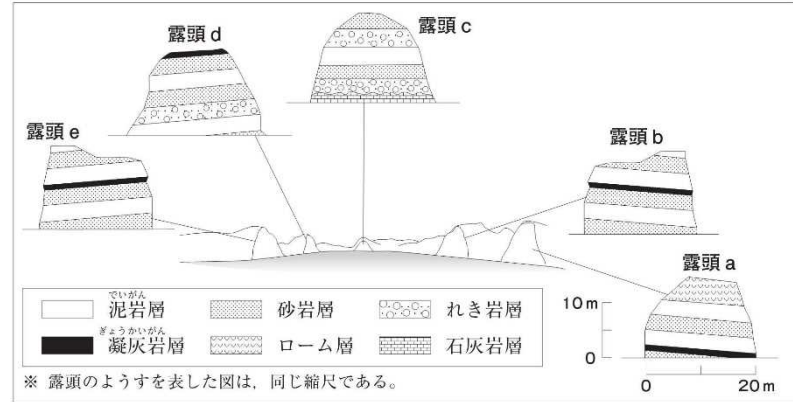 露頭 c
露頭 d
露頭 e
露頭 b
露頭 a
でいがん
泥岩層
砂岩層
れき岩層
ぎょうかいがん
凝灰岩層
ローム層
石灰岩層
※ 露頭のようすを表した図は，同じ縮尺である。
10 m
0
0
20 m